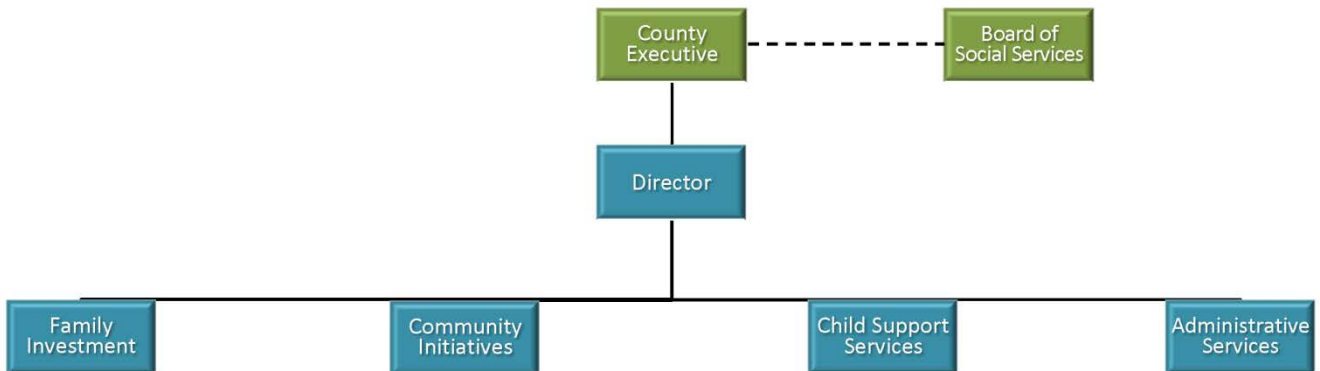 County
Executive
Board of
Social Services
Director
Family
Investment
Community
Initiatives
Child Support
Services
Administrative
Services